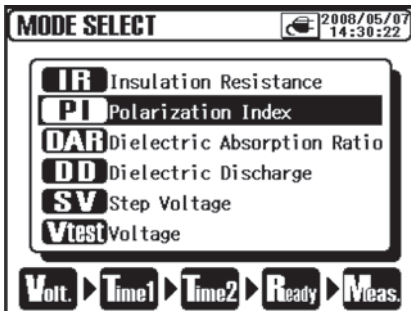 MODE SELECT 2008/05/07
14:30:22
IR Insulation Resistance
PI Polarization Index
DAR Dielectric Absorption Ratio
DD Dielectric Discharge
SV Step Voltage
Vtest Voltage
Volt. Time1 Time2 Ready Meas.